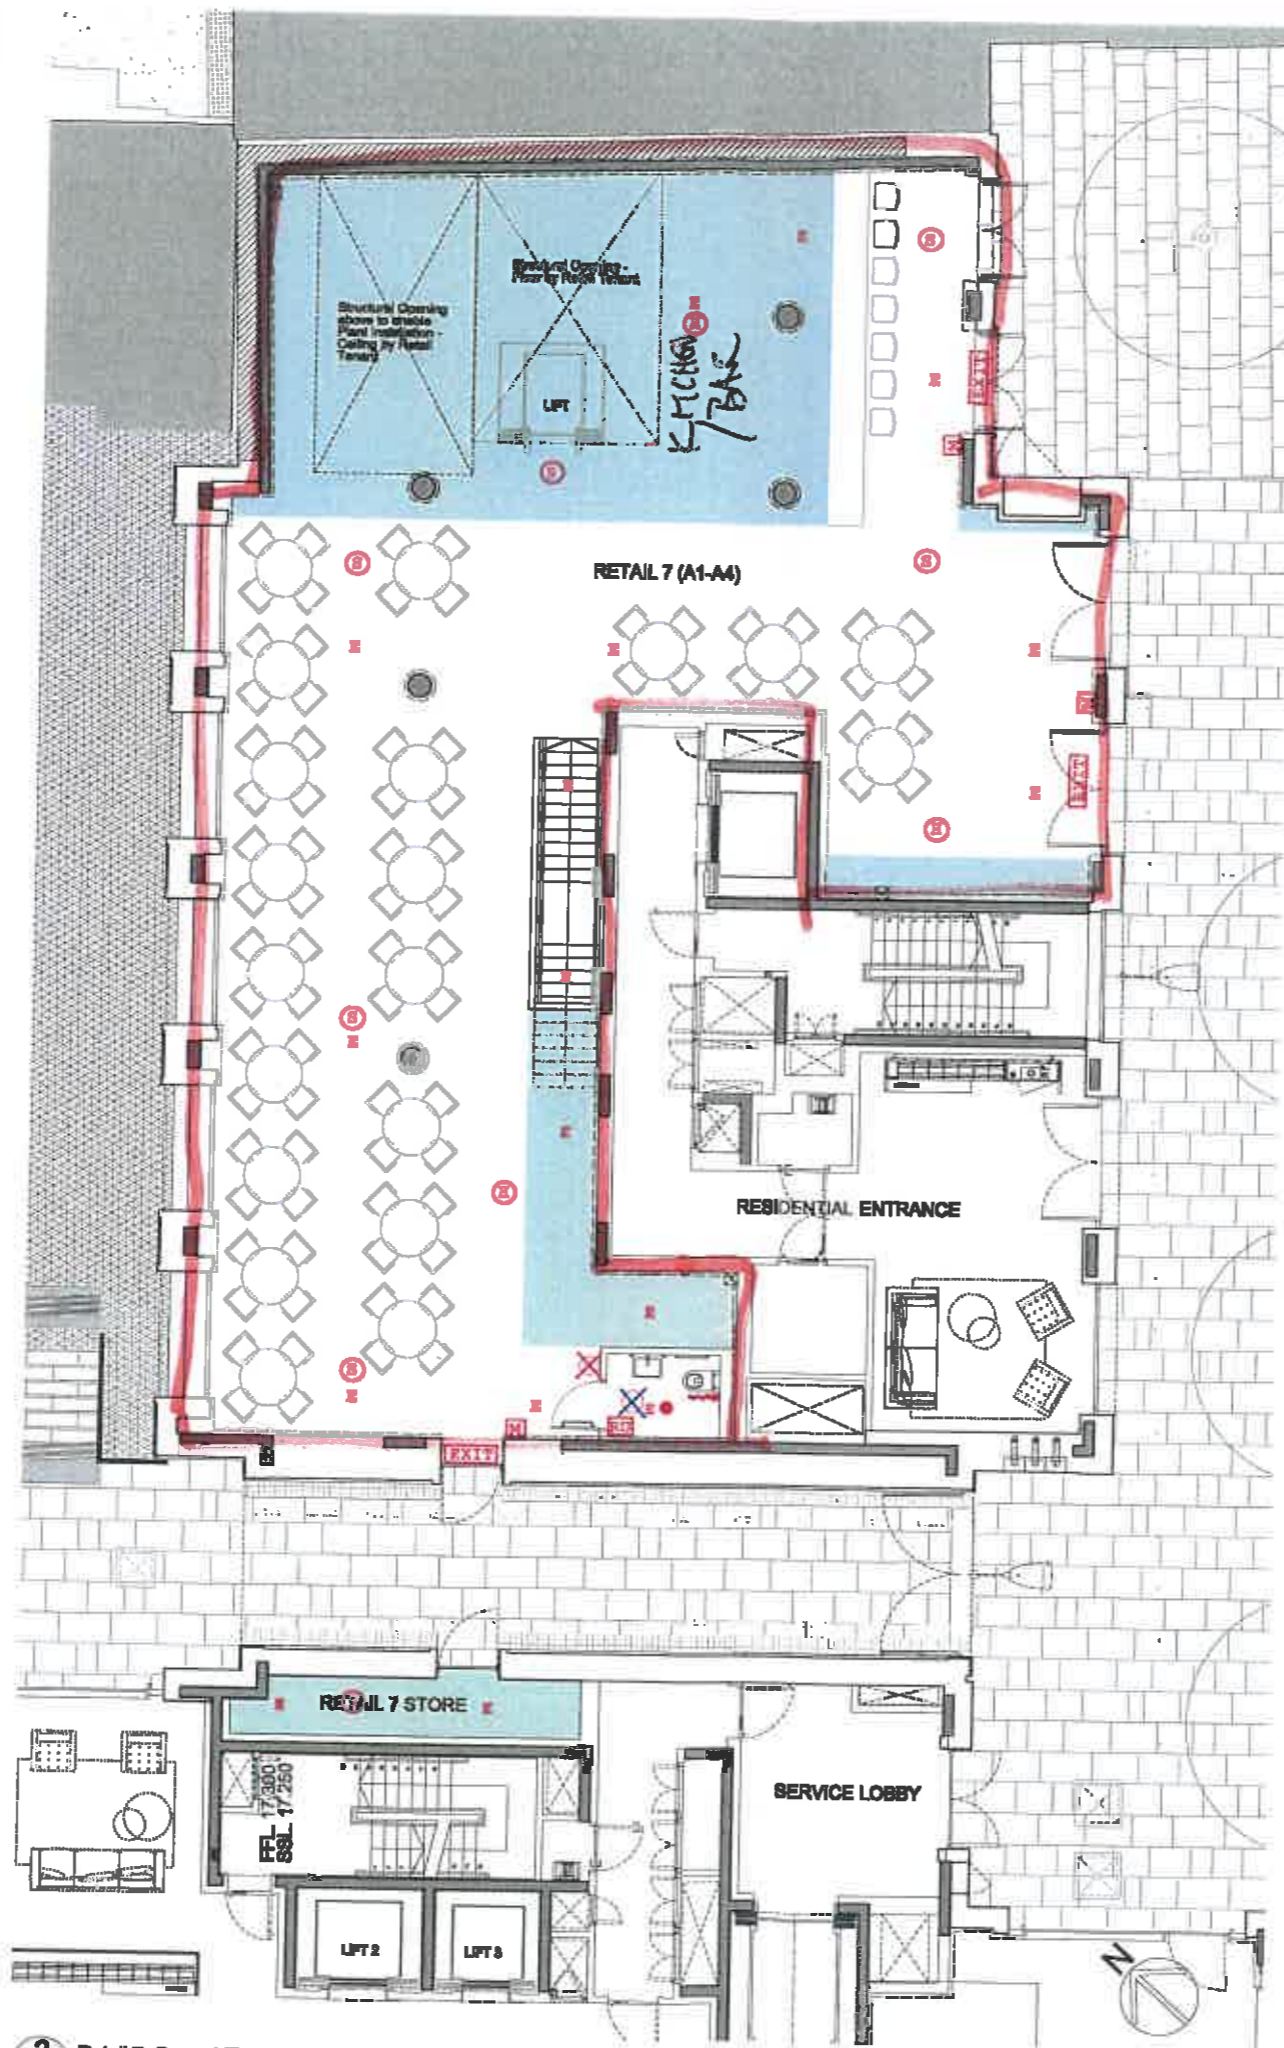 Structural Opening
above to enable
Plant Installation -
Ceiling by Retail
Tenant
Structural Opening -
Floor by Retail Tenant
LIFT
KITCHEN
/BAR
S
E
H
E
S
E
EXIT
M
S
RETAIL 7 (A1-A4)
S
S
E
E
E
M
EXIT
E
E
H
E
S
E
E
H
RESIDENTIAL ENTRANCE
E
S
E
E
E
M
EXIT
RETAIL 7 STORE
E
E
FFL 17.300
SSL 17.250
SERVICE LOBBY
LIFT 2
LIFT 3
N
2